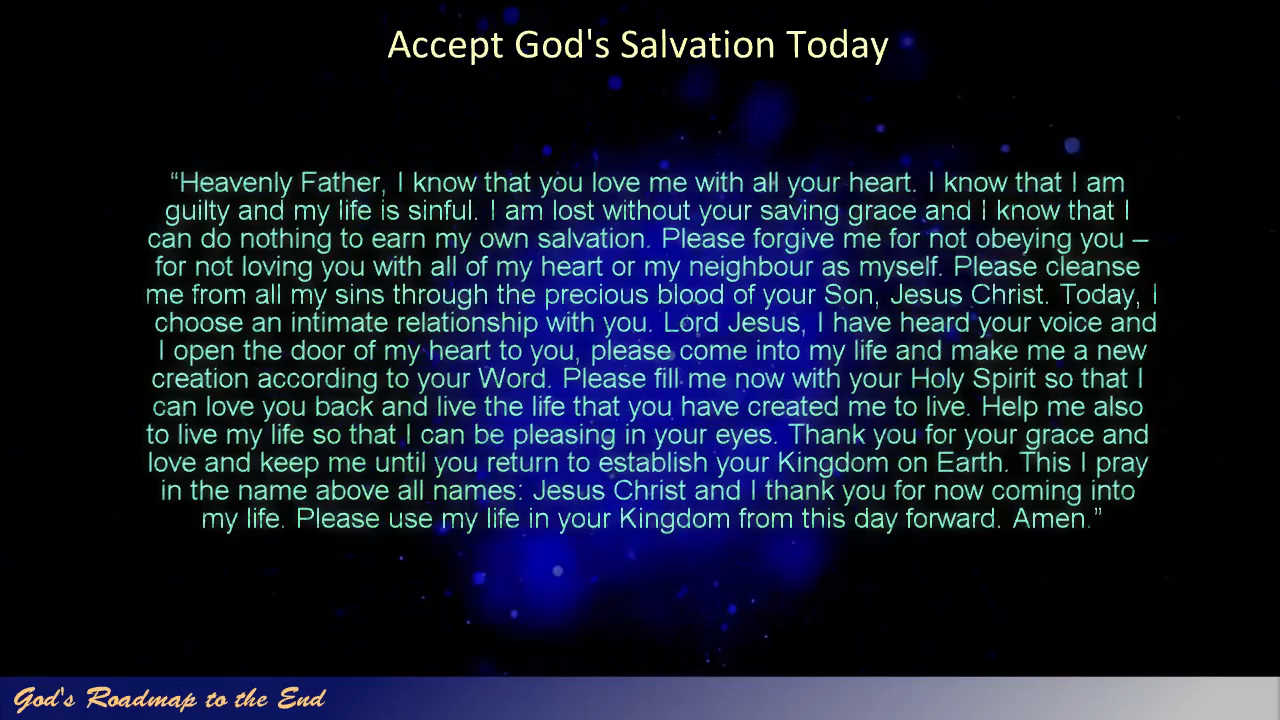 Accept God's Salvation Today
“Heavenly Father, I know that you love me with all your heart. I know that I am
guilty and my life is sinful. I am lost without your saving grace and I know that I
can do nothing to earn my own salvation. Please forgive me for not obeying you –
for not loving you with all of my heart or my neighbour as myself. Please cleanse
me from all my sins through the precious blood of your Son, Jesus Christ. Today, I
choose an intimate relationship with you. Lord Jesus, I have heard your voice and
I open the door of my heart to you, please come into my life and make me a new
creation according to your Word. Please fill me now with your Holy Spirit so that I
can love you back and live the life that you have created me to live. Help me also
to live my life so that I can be pleasing in your eyes. Thank you for your grace and
love and keep me until you return to establish your Kingdom on Earth. This I pray
in the name above all names: Jesus Christ and I thank you for now coming into
my life. Please use my life in your Kingdom from this day forward. Amen.”
God's Roadmap to the End